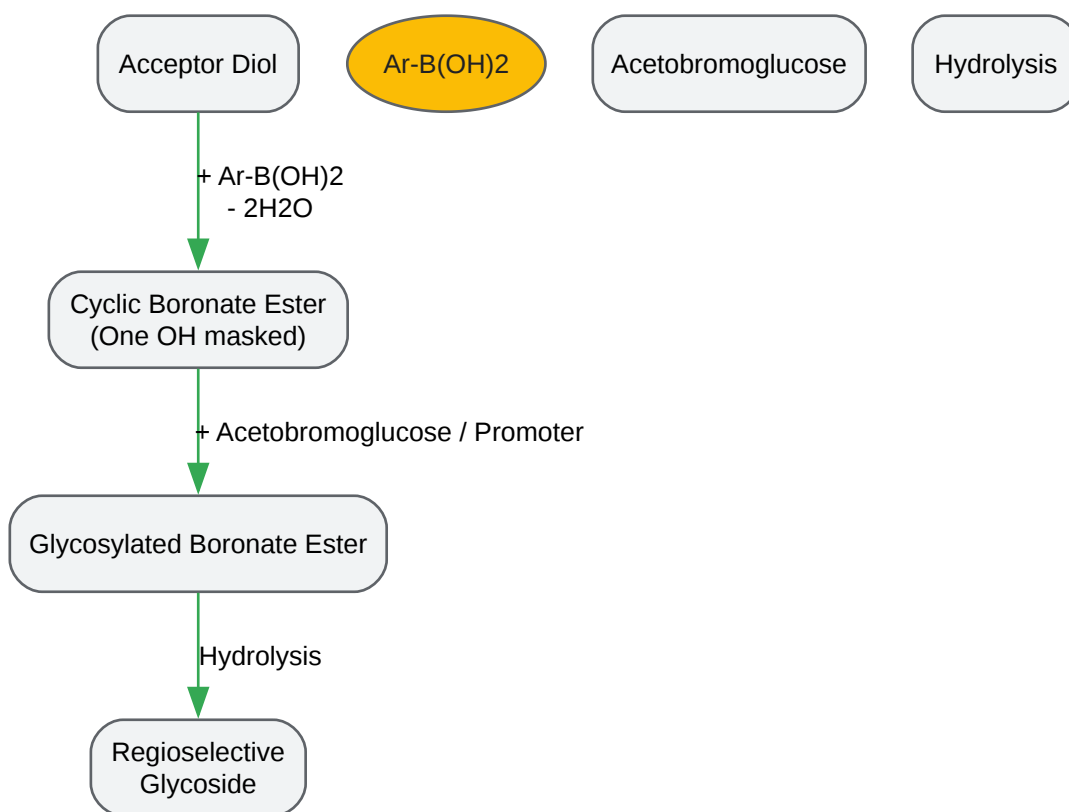 Acceptor Diol
Ar-B(OH)2
Acetobromoglucose
Hydrolysis
+ Ar-B(OH)2
- 2H2O
Cyclic Boronate Ester
(One OH masked)
+ Acetobromoglucose / Promoter
Glycosylated Boronate Ester
Hydrolysis
Regioselective
Glycoside